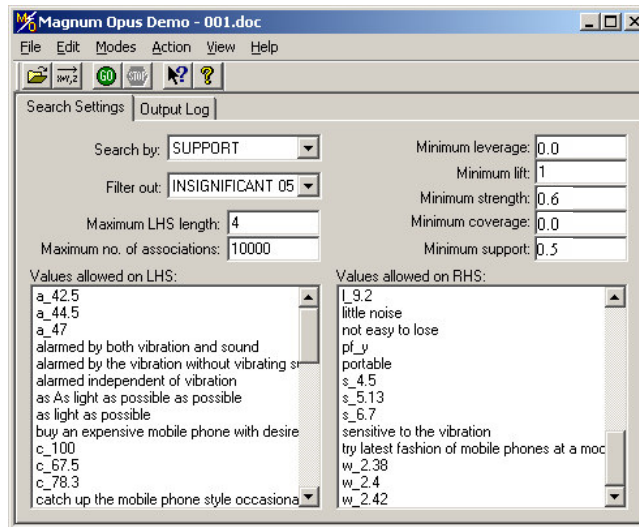 Magnum Opus Demo - 001.doc
File Edit Modes Action View Help
GO STOP
Search Settings Output Log
Search by: SUPPORT
Filter out: INSIGNIFICANT 05
Maximum LHS length: 4
Maximum no. of associations: 10000
Minimum leverage: 0.0
Minimum lift: 1
Minimum strength: 0.6
Minimum coverage: 0.0
Minimum support: 0.5
Values allowed on LHS:
a_42.5
a_44.5
a_47
alarmed by both vibration and sound
alarmed by the vibration without vibrating
alarmed independent of vibration
as As light as possible as possible
as light as possible
buy an expensive mobile phone with desire
c_100
c_67.5
c_78.3
catch up the mobile phone style occasiona
Values allowed on RHS:
l_9.2
little noise
not easy to lose
pf_y
portable
s_4.5
s_5.13
s_6.7
sensitive to the vibration
try latest fashion of mobile phones at a moc
w_2.38
w_2.4
w_2.42